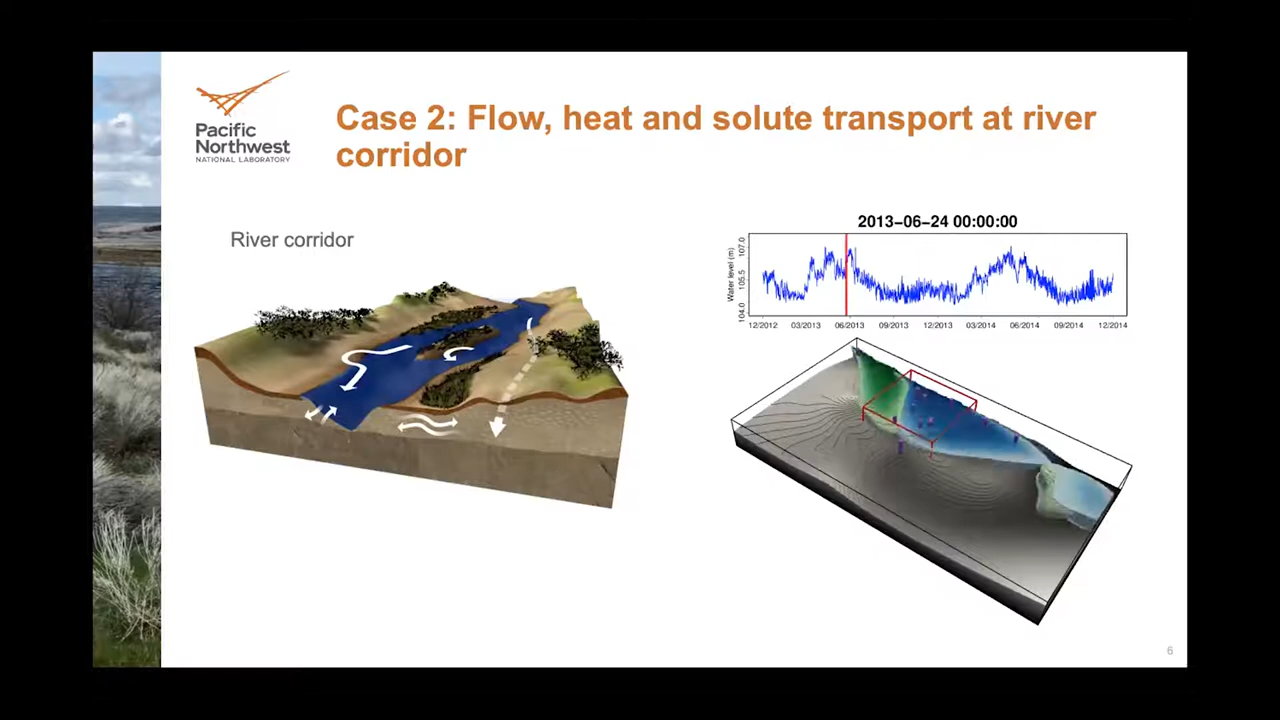 Pacific
Northwest
NATIONAL LABORATORY
Case 2: Flow, heat and solute transport at river
corridor
River corridor
2013-06-24 00:00:00
Water level (m)
107.0
105.5
104.0
12/2012 03/2013 06/2013 09/2013 12/2013 03/2014 06/2014 09/2014 12/2014
6